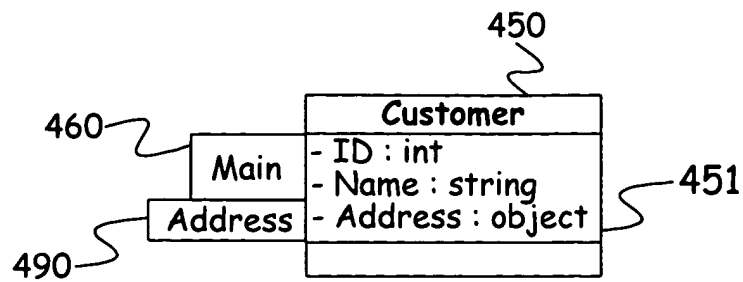 450
Customer
460
Main
- ID : int
- Name : string
451
Address
- Address : object
490